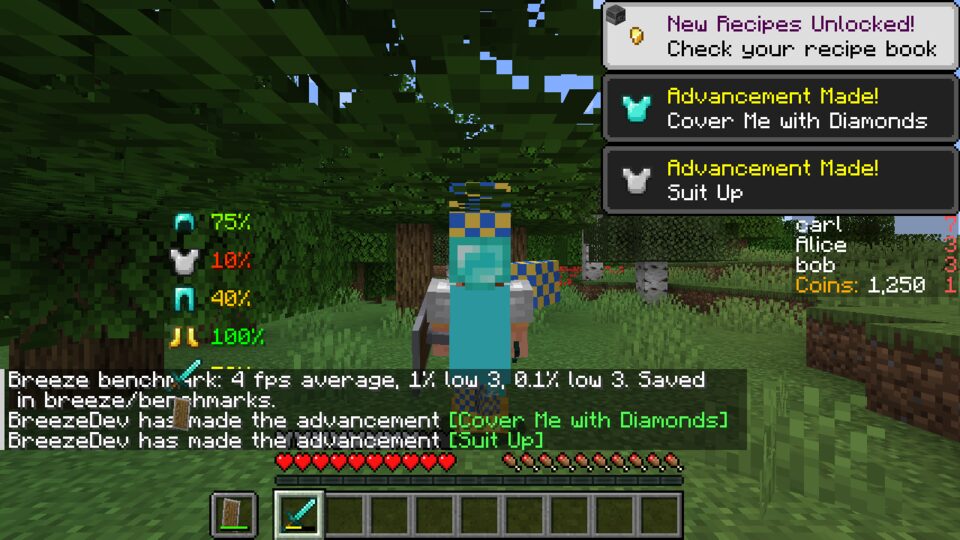 New Recipes Unlocked!
Check your recipe book
Advancement Made!
Cover Me with Diamonds
Advancement Made!
Suit Up
carl 7
Alice 3
bob 3
Coins: 1,250 1
75%
10%
40%
100%
Breeze benchmark: 4 fps average, 1% low 3, 0.1% low 3. Saved
in breeze/benchmarks.
BreezeDev has made the advancement [Cover Me with Diamonds]
BreezeDev has made the advancement [Suit Up]